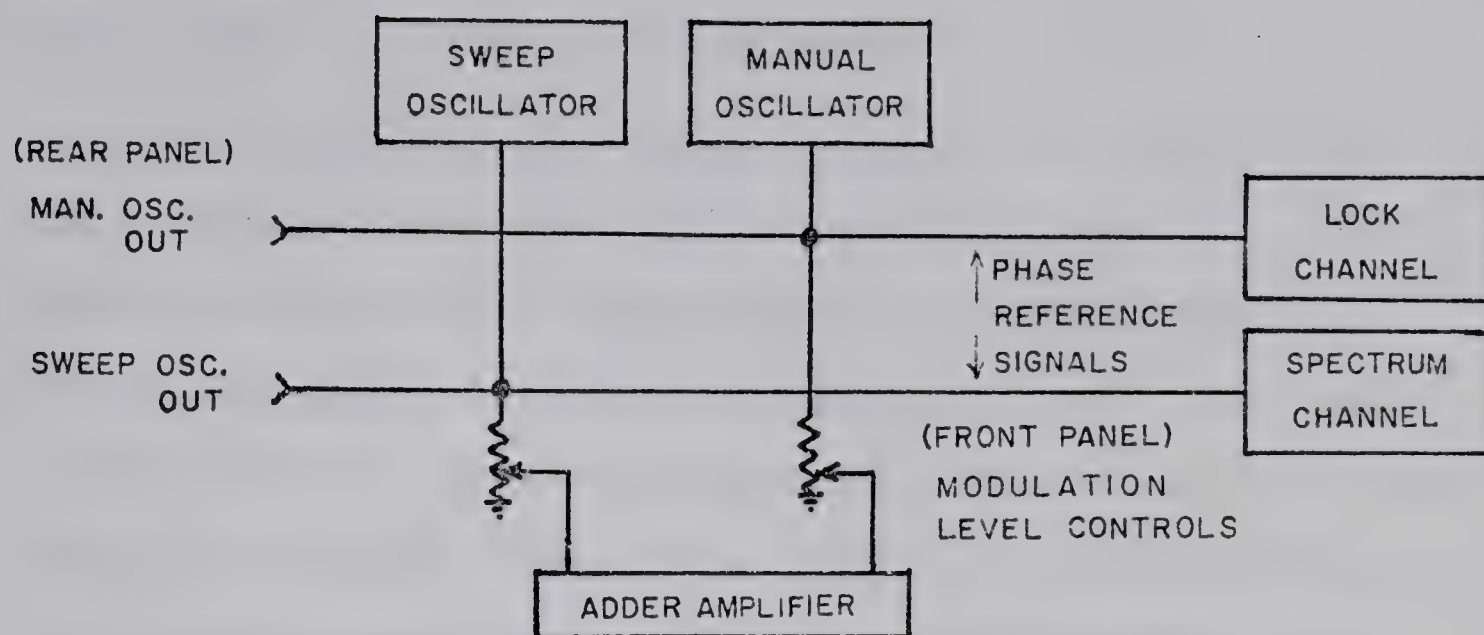 SWEEP
OSCILLATOR
MANUAL
OSCILLATOR
(REAR PANEL)
MAN. OSC.
OUT
LOCK
CHANNEL
PHASE
REFERENCE
SIGNALS
SWEEP OSC.
OUT
SPECTRUM
CHANNEL
(FRONT PANEL)
MODULATION
LEVEL CONTROLS
ADDER AMPLIFIER